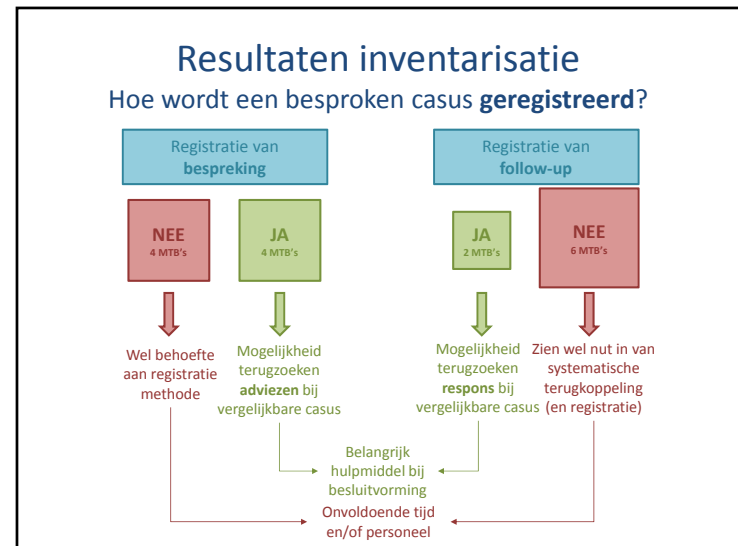 Resultaten inventarisatie
Hoe wordt een besproken casus geregistreerd?
Registratie van
bespreking
Registratie van
follow-up
NEE
4 MTB's
JA
4 MTB's
JA
2 MTB's
NEE
6 MTB's
Wel behoefte
aan registratie
methode
Mogelijkheid
terugzoeken
adviezen bij
vergelijkbare casus
Mogelijkheid
terugzoeken
respons bij
vergelijkbare casus
Zien wel nut in van
systematische
terugkoppeling
(en registratie)
Belangrijk
hulpmiddel bij
besluitvorming
Onvoldoende tijd
en/of personeel